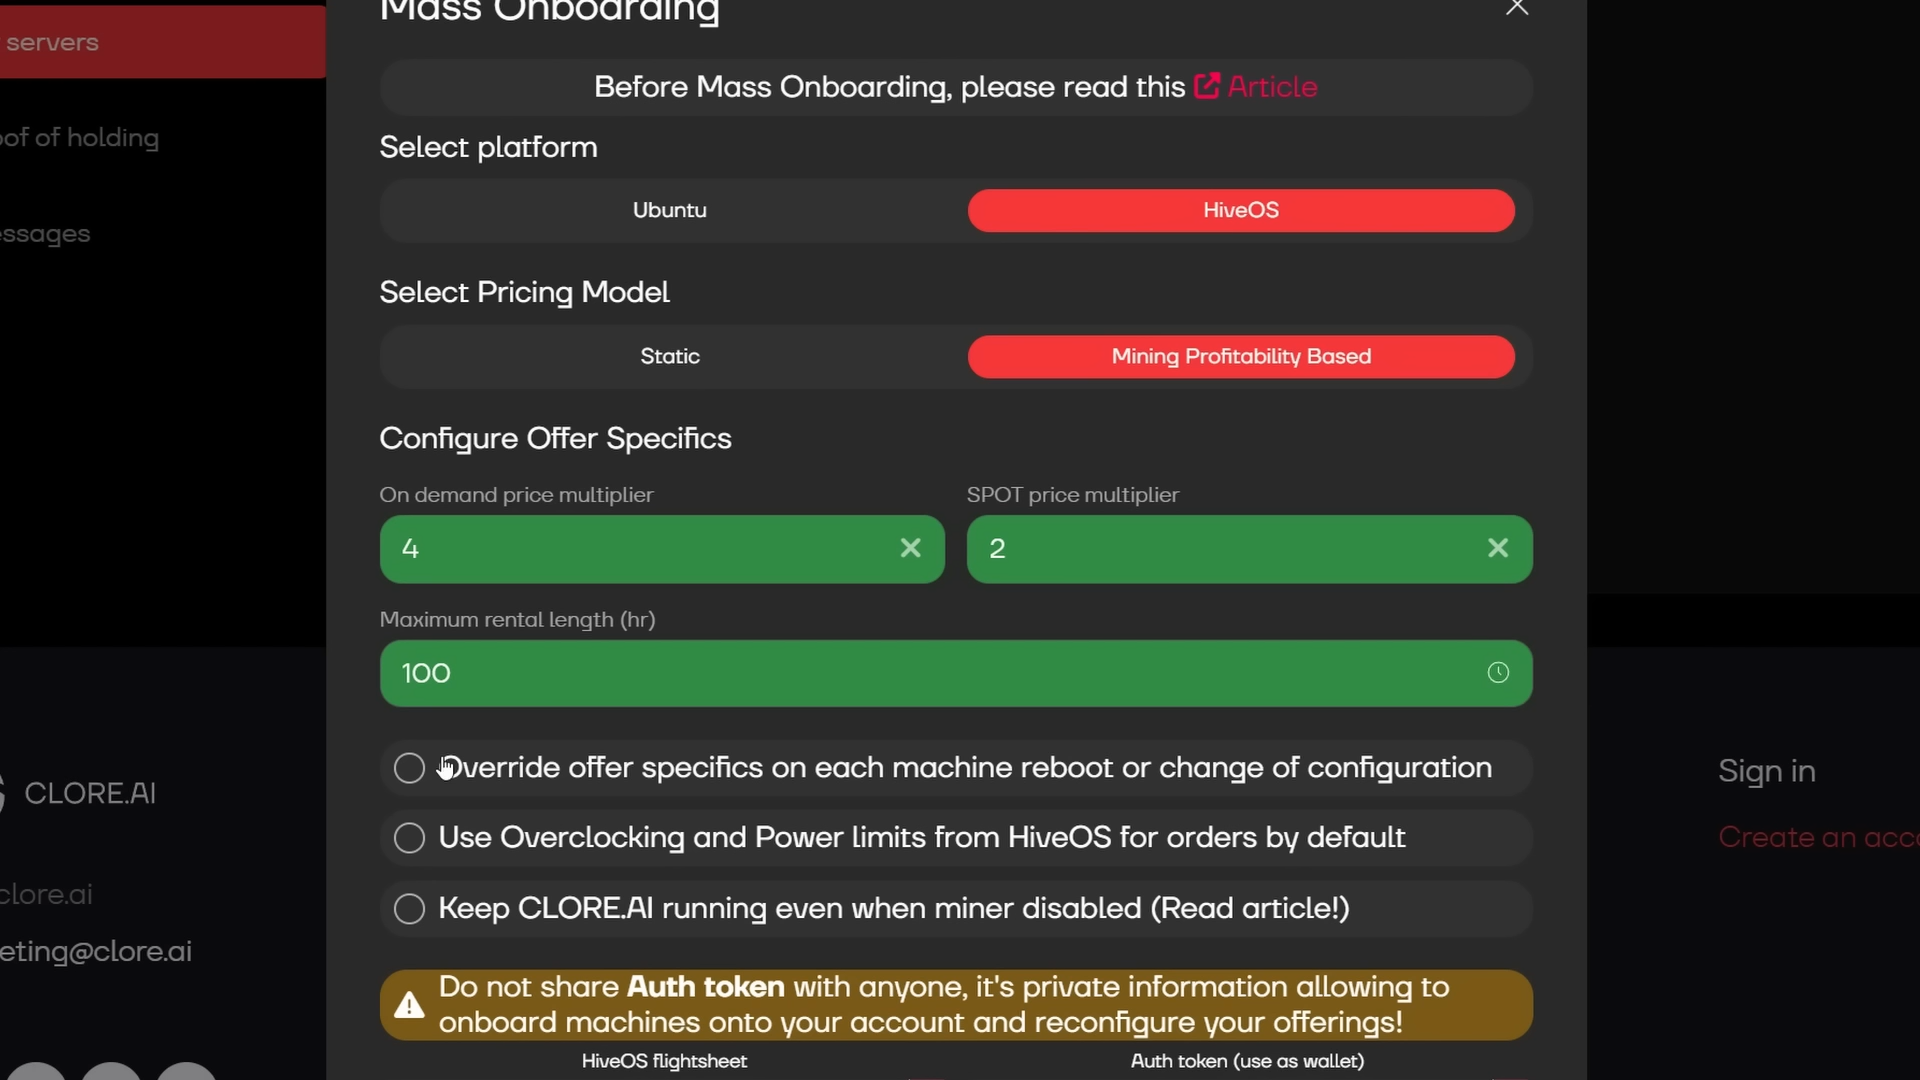 Mass Onboarding
servers
Before Mass Onboarding, please read this Article
oof of holding
Select platform
Ubuntu
HiveOS
essages
Select Pricing Model
Static
Mining Profitability Based
Configure Offer Specifics
On demand price multiplier
SPOT price multiplier
4
2
Maximum rental length (hr)
100
Override offer specifics on each machine reboot or change of configuration
Use Overclocking and Power limits from HiveOS for orders by default
Keep CLORE.AI running even when miner disabled (Read article!)
Do not share Auth token with anyone, it's private information allowing to
onboard machines onto your account and reconfigure your offerings!
HiveOS flightsheet
Auth token (use as wallet)
CLORE.AI
clore.ai
eting@clore.ai
Sign in
Create an acco